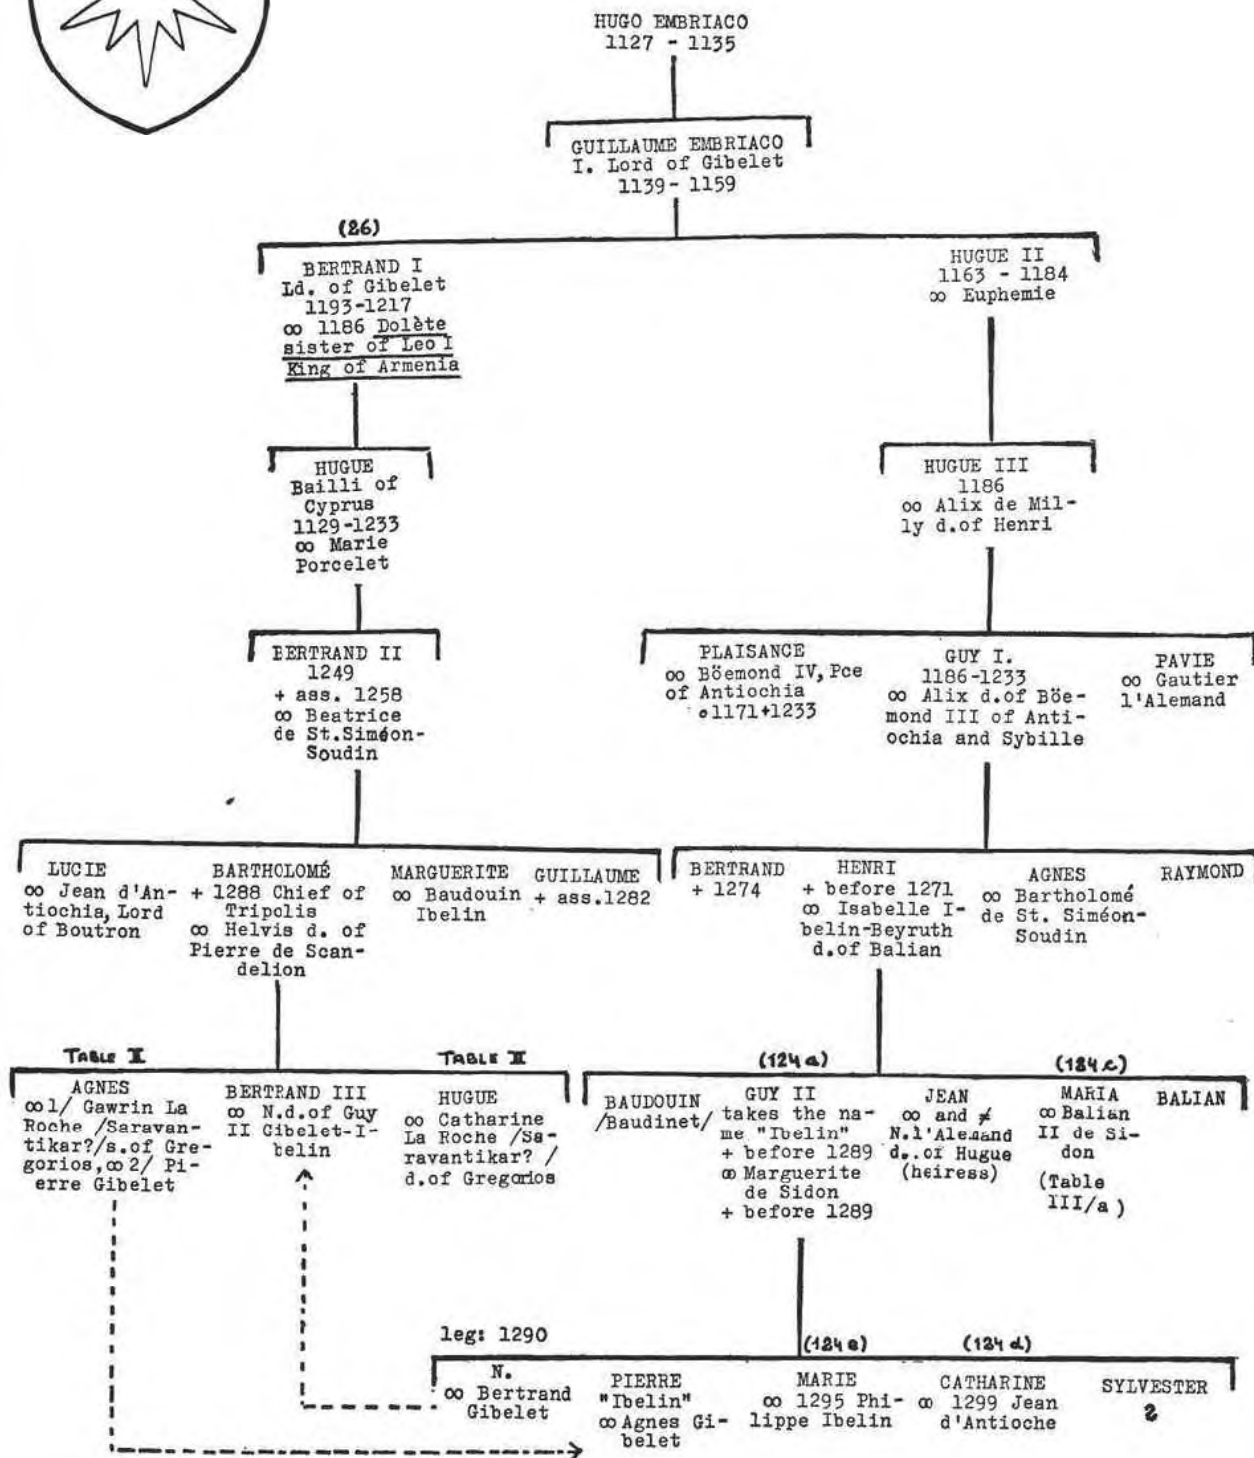 HUGO EMBRIACO
1127 - 1135
GUILLAUME EMBRIACO
I. Lord of Gibelet
1139- 1159
(26)
BERTRAND I
Ld. of Gibelet
1193-1217
∞ 1186 Dolète
sister of Leo I
King of Armenia
HUGUE II
1163 - 1184
∞ Euphemie
HUGUE
Bailli of
Cyprus
1129-1233
∞ Marie
Porcelet
HUGUE III
1186
∞ Alix de Mil-
ly d.of Henri
BERTRAND II
1249
+ ass. 1258
∞ Beatrice
de St.Siméon-
Soudin
PLAISANCE
∞ Böemond IV, Pce
of Antiochia
∘1171+1233
GUY I.
1186-1233
∞ Alix d.of Böe-
mond III of Anti-
ochia and Sybille
PAVIE
∞ Gautier
l'Alemand
LUCIE
∞ Jean d'An-
tiochia, Lord
of Boutron
BARTHOLOMÉ
+ 1288 Chief of
Tripolis
∞ Helvis d. of
Pierre de Scan-
delion
MARGUERITE
∞ Baudouin
Ibelin
GUILLAUME
+ ass.1282
BERTRAND
+ 1274
HENRI
+ before 1271
∞ Isabelle I-
belin-Beyruth
d.of Balian
AGNES
∞ Bartholomé
de St. Siméon-
Soudin
RAYMOND
TABLE II
AGNES
∞1/ Gawrin La
Roche /Saravan-
tikar?/s.of Gre-
gorios,∞2/ Pi-
erre Gibelet
BERTRAND III
∞ N.d.of Guy
II Gibelet-I-
belin
TABLE II
HUGUE
∞ Catharine
La Roche /Sa-
ravantikar? /
d.of Gregorios
BAUDOUIN
/Baudinet/
(124a)
GUY II
takes the na-
me "Ibelin"
+ before 1289
∞ Marguerite
de Sidon
+ before 1289
JEAN
∞ and ≠
N.l'Alemand
d..of Hugue
(heiress)
(124c)
MARIA
∞ Balian
II de Si-
don
(Table
III/a )
BALIAN
leg: 1290
N.
∞ Bertrand
Gibelet
PIERRE
"Ibelin"
∞ Agnes Gi-
belet
(124e)
MARIE
∞ 1295 Phi-
lippe Ibelin
(124d)
CATHARINE
∞ 1299 Jean
d'Antioche
SYLVESTER